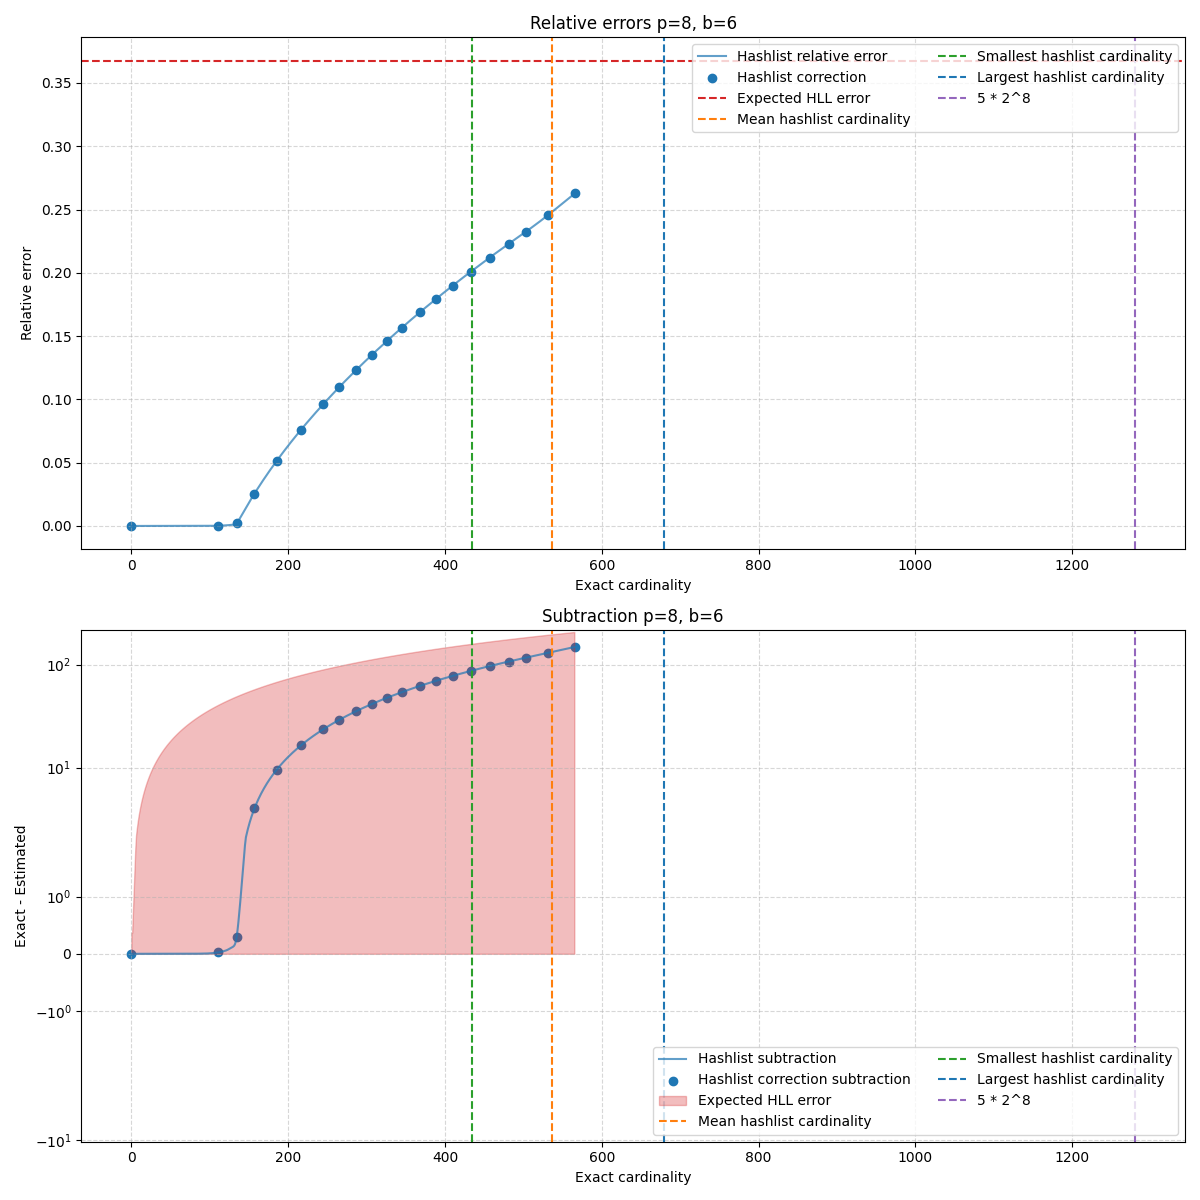 Relative errors p=8, b=6
Relative error
0.35
0.30
0.25
0.20
0.15
0.10
0.05
0.00
Hashlist relative error
Hashlist correction
Expected HLL error
Mean hashlist cardinality
Smallest hashlist cardinality
Largest hashlist cardinality
5 * 2^8
0 200 400 600 800 1000 1200
Exact cardinality
Subtraction p=8, b=6
Exact - Estimated
10²
10¹
10⁰
0
−10⁰
−10¹
Hashlist subtraction
Hashlist correction subtraction
Expected HLL error
Mean hashlist cardinality
Smallest hashlist cardinality
Largest hashlist cardinality
5 * 2^8
0 200 400 600 800 1000 1200
Exact cardinality